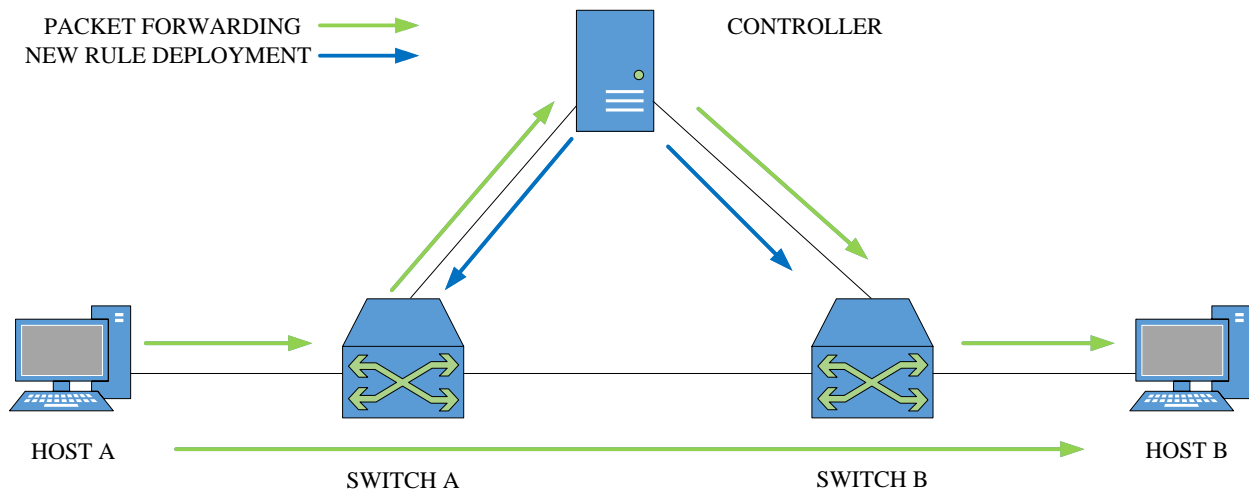 PACKET FORWARDING
NEW RULE DEPLOYMENT
CONTROLLER
HOST A
SWITCH A
SWITCH B
HOST B